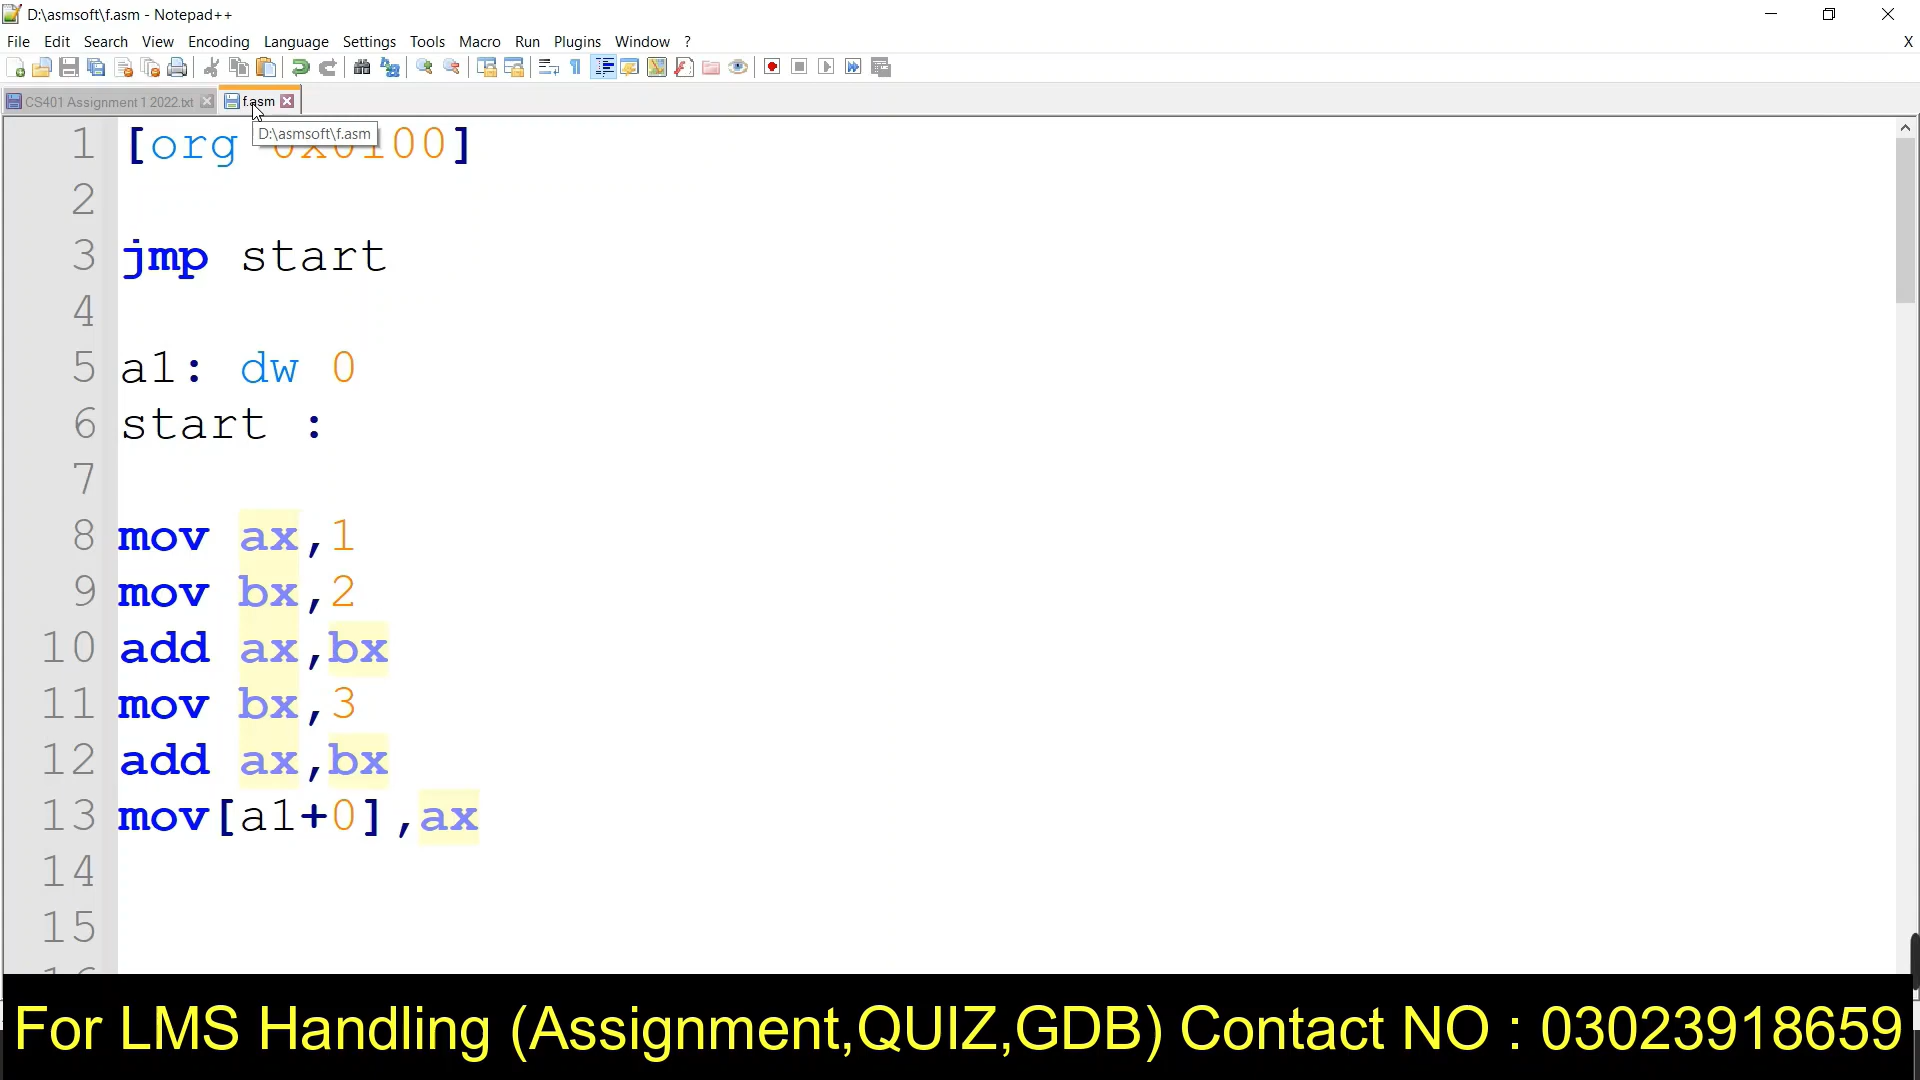 D:\asmsoft\f.asm - Notepad++
File Edit Search View Encoding Language Settings Tools Macro Run Plugins Window ? X
CS401 Assignment 1 2022.txt f.asm
D:\asmsoft\f.asm
1 [org 0x0100]
2
3 jmp start
4
5 a1: dw 0
6 start :
7
8 mov ax,1
9 mov bx,2
10 add ax,bx
11 mov bx,3
12 add ax,bx
13 mov[a1+0],ax
14
15
16
For LMS Handling (Assignment,QUIZ,GDB) Contact NO : 03023918659